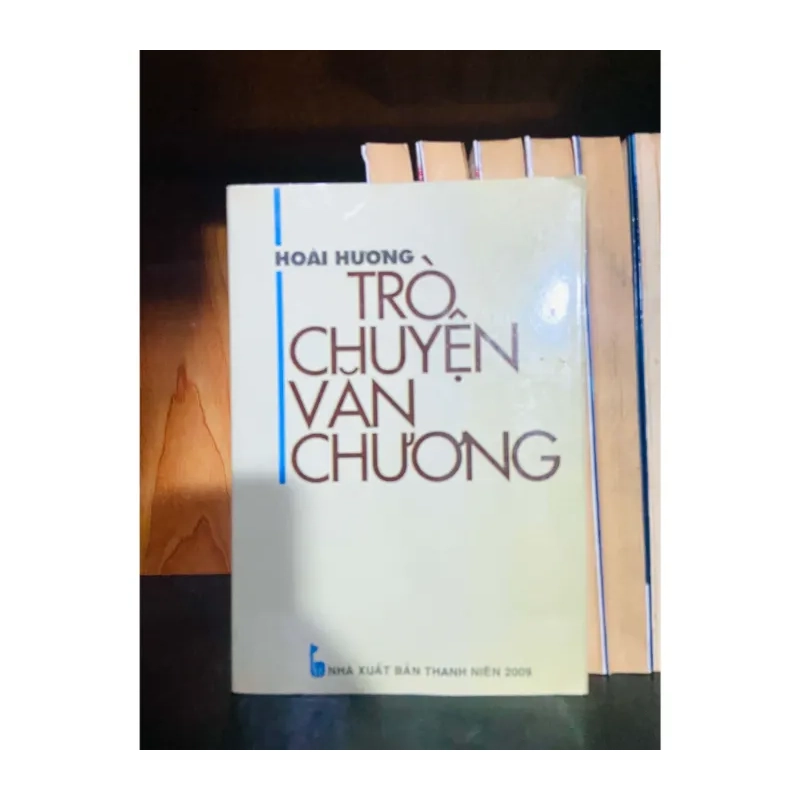 HOÀI HƯƠNG
TRÒ
CHUYỆN
VĂN
CHƯƠNG
NHÀ XUẤT BẢN THANH NIÊN 2009